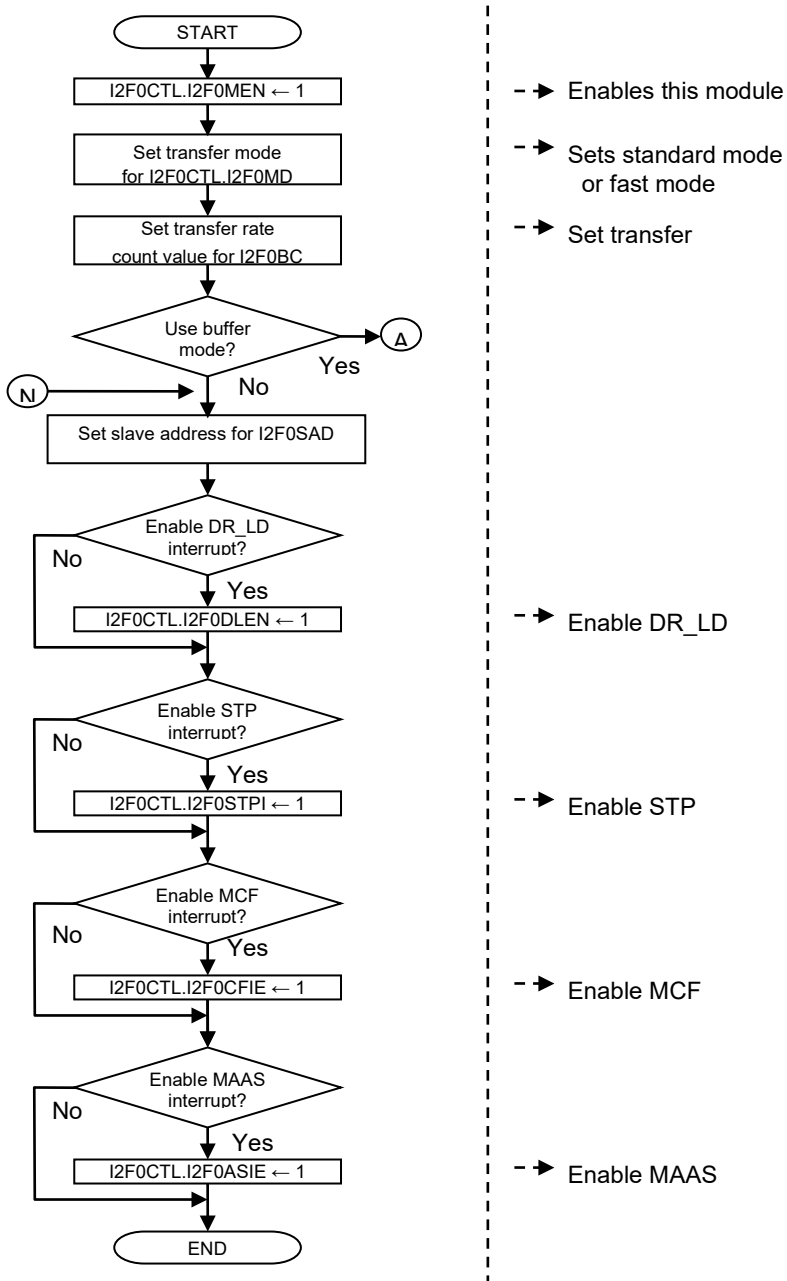 START
I2F0CTL.I2F0MEN ← 1
Enables this module
Set transfer mode
for I2F0CTL.I2F0MD
Sets standard mode
or fast mode
Set transfer rate
count value for I2F0BC
Set transfer
Use buffer
mode?
A
Yes
No
N
Set slave address for I2F0SAD
Enable DR_LD
interrupt?
No
Yes
I2F0CTL.I2F0DLEN ← 1
Enable DR_LD
Enable STP
interrupt?
No
Yes
I2F0CTL.I2F0STPI ← 1
Enable STP
Enable MCF
interrupt?
No
Yes
I2F0CTL.I2F0CFIE ← 1
Enable MCF
Enable MAAS
interrupt?
No
Yes
I2F0CTL.I2F0ASIE ← 1
Enable MAAS
END